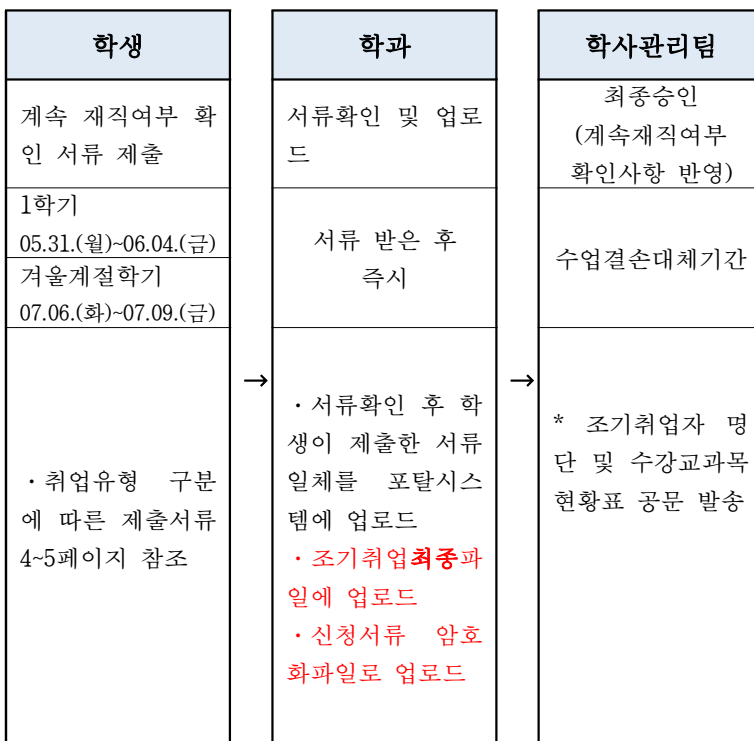 학생
계속 재직여부 확
인 서류 제출
1학기
05.31.(월)~06.04.(금)
겨울계절학기
07.06.(화)~07.09.(금)
・취업유형 구분
에 따른 제출서류
4~5페이지 참조
→
학과
서류확인 및 업로
드
서류 받은 후
즉시
・서류확인 후 학
생이 제출한 서류
일체를 포탈시스
템에 업로드
・조기취업최종파
일에 업로드
・신청서류 암호
화파일로 업로드
→
학사관리팀
최종승인
(계속재직여부
확인사항 반영)
수업결손대체기간
* 조기취업자 명
단 및 수강교과목
현황표 공문 발송